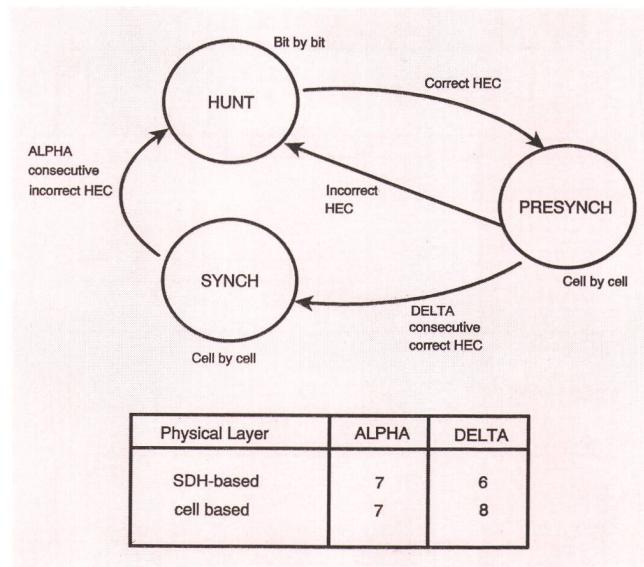 Bit by bit
HUNT
Correct HEC
ALPHA
consecutive
incorrect HEC
Incorrect
HEC
PRESYNCH
Cell by cell
SYNCH
Cell by cell
DELTA
consecutive
correct HEC
Physical Layer ALPHA DELTA
SDH-based 7 6
cell based 7 8